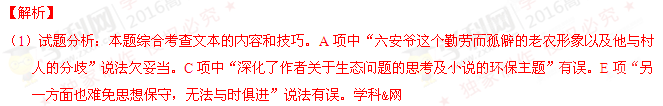 【解析】
（1）试题分析：本题综合考查文本的内容和技巧。A 项中“六安爷这个勤劳而孤僻的老农形象以及他与村
人的分歧”说法欠妥当。C 项中“深化了作者关于生态问题的思考及小说的环保主题”有误。E 项“另
一方面也难免思想保守，无法与时俱进”说法有误。学科&网